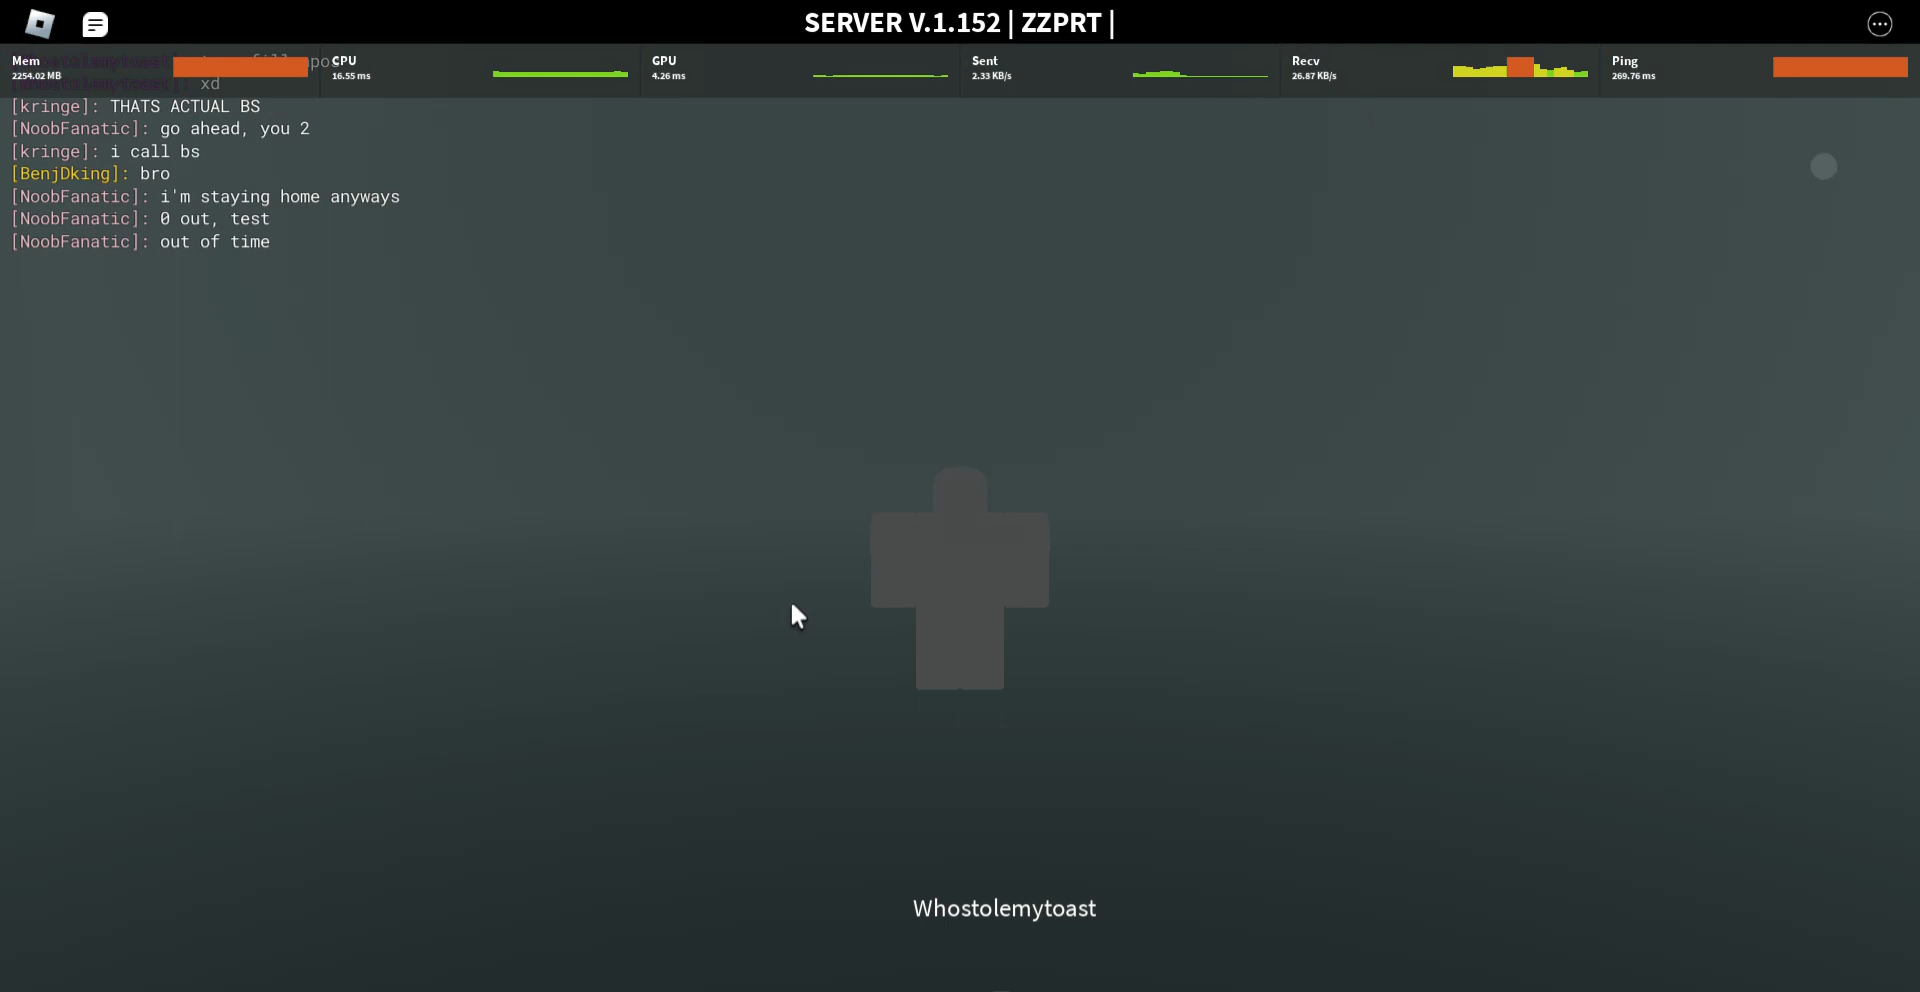 SERVER V.1.152 | ZZPRT |
Mem
2254.02 MB
CPU
16.55 ms
GPU
4.26 ms
Sent
2.33 KB/s
Recv
26.87 KB/s
Ping
269.76 ms
xd
[kringe]: THATS ACTUAL BS
[NoobFanatic]: go ahead, you 2
[kringe]: i call bs
[BenjDking]: bro
[NoobFanatic]: i'm staying home anyways
[NoobFanatic]: 0 out, test
[NoobFanatic]: out of time
Whostolemytoast